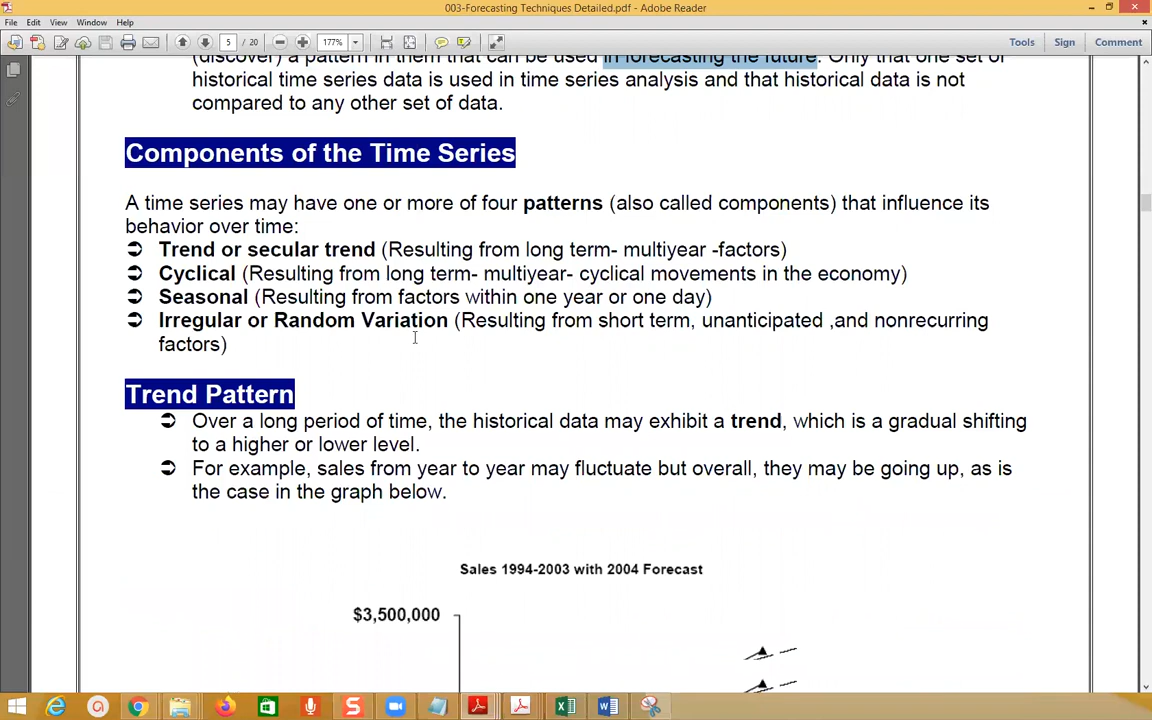 003-Forecasting Techniques Detailed.pdf - Adobe Reader
File Edit View Window Help
5 / 20 177% Tools Sign Comment
(discover) a pattern in them that can be used in forecasting the future. Only that one set of
historical time series data is used in time series analysis and that historical data is not
compared to any other set of data.
Components of the Time Series
A time series may have one or more of four patterns (also called components) that influence its
behavior over time:
Trend or secular trend (Resulting from long term- multiyear -factors)
Cyclical (Resulting from long term- multiyear- cyclical movements in the economy)
Seasonal (Resulting from factors within one year or one day)
Irregular or Random Variation (Resulting from short term, unanticipated ,and nonrecurring
factors)
Trend Pattern
Over a long period of time, the historical data may exhibit a trend, which is a gradual shifting
to a higher or lower level.
For example, sales from year to year may fluctuate but overall, they may be going up, as is
the case in the graph below.
Sales 1994-2003 with 2004 Forecast
$3,500,000